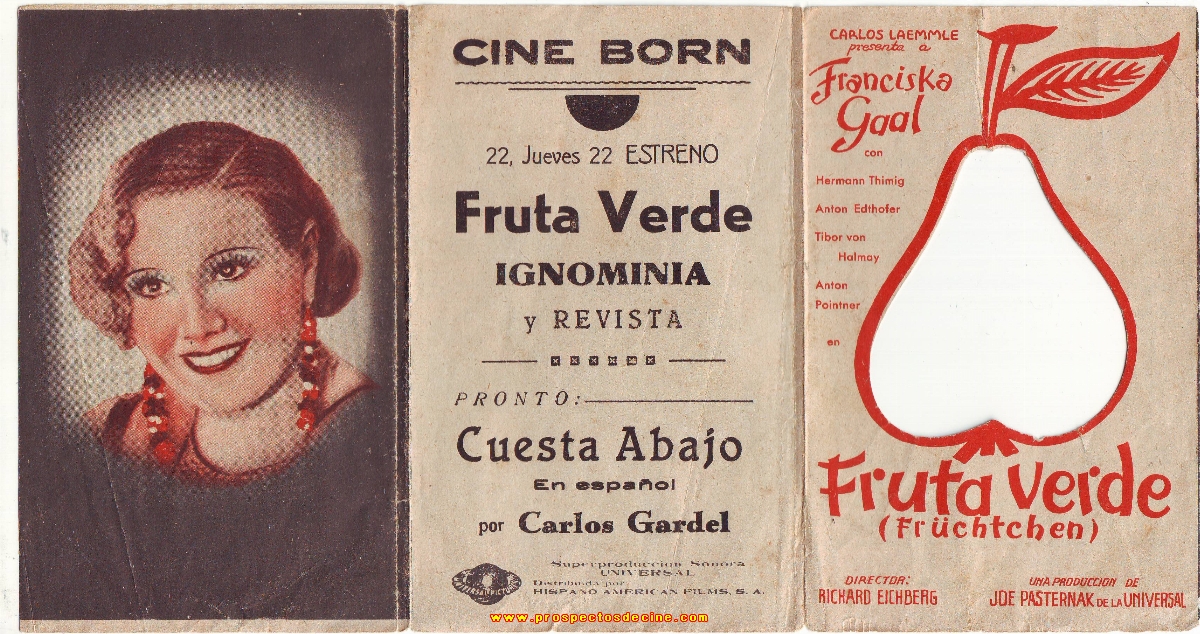 CINE BORN
22, Jueves 22 ESTRENO
Fruta Verde
IGNOMINIA
y REVISTA
PRONTO:
Cuesta Abajo
En español
por Carlos Gardel
Superproducción Sonora
UNIVERSAL
Distribuida por:
HISPANO AMERICAN FILMS, S. A.
www.prospectosdecine.com
CARLOS LAEMMLE
presenta a
Franciska
Gaal
con
Hermann Thimig
Anton Edthofer
Tibor von
Halmay
Anton
Pointner
en
Fruta Verde
(Früchtchen)
DIRECTOR:
RICHARD EICHBERG
UNA PRODUCCION DE
JOE PASTERNAK DE LA UNIVERSAL